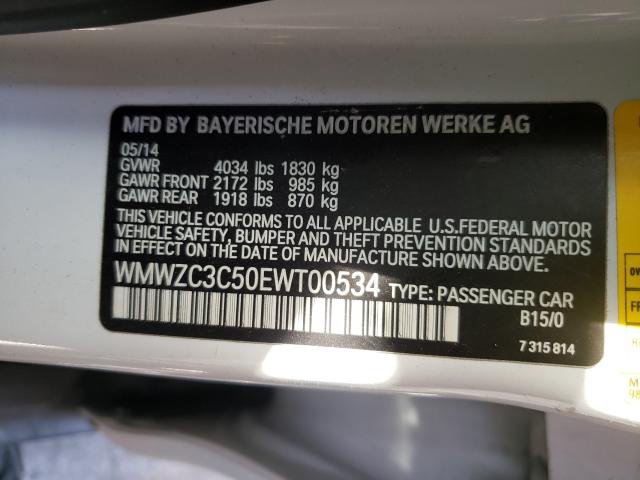 MFD BY BAYERISCHE MOTOREN WERKE AG
05/14
GVWR 4034 lbs 1830 kg
GAWR FRONT 2172 lbs 985 kg
GAWR REAR 1918 lbs 870 kg
THIS VEHICLE CONFORMS TO ALL APPLICABLE U.S.FEDERAL MOTOR
VEHICLE SAFETY, BUMPER AND THEFT PREVENTION STANDARDS
IN EFFECT ON THE DATE OF MANUFACTURE SHOWN ABOVE.
WMWZC3C50EWT00534 TYPE: PASSENGER CAR
B15/0
7 315 814